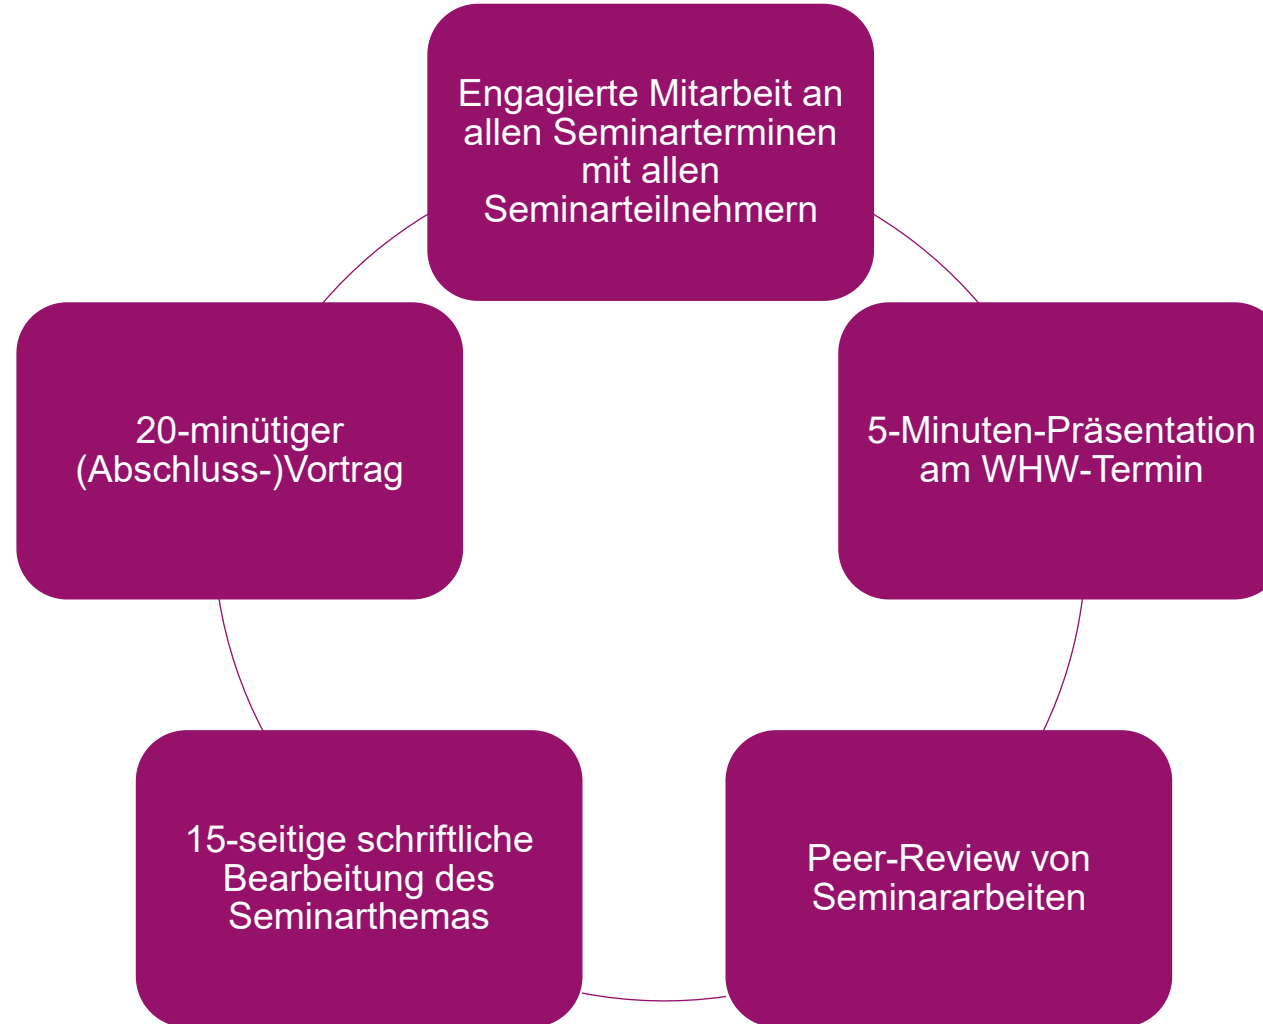 Engagierte Mitarbeit an
allen Seminarterminen
mit allen
Seminarteilnehmern
5-Minuten-Präsentation
am WHW-Termin
Peer-Review von
Seminararbeiten
15-seitige schriftliche
Bearbeitung des
Seminarthemas
20-minütiger
(Abschluss-)Vortrag